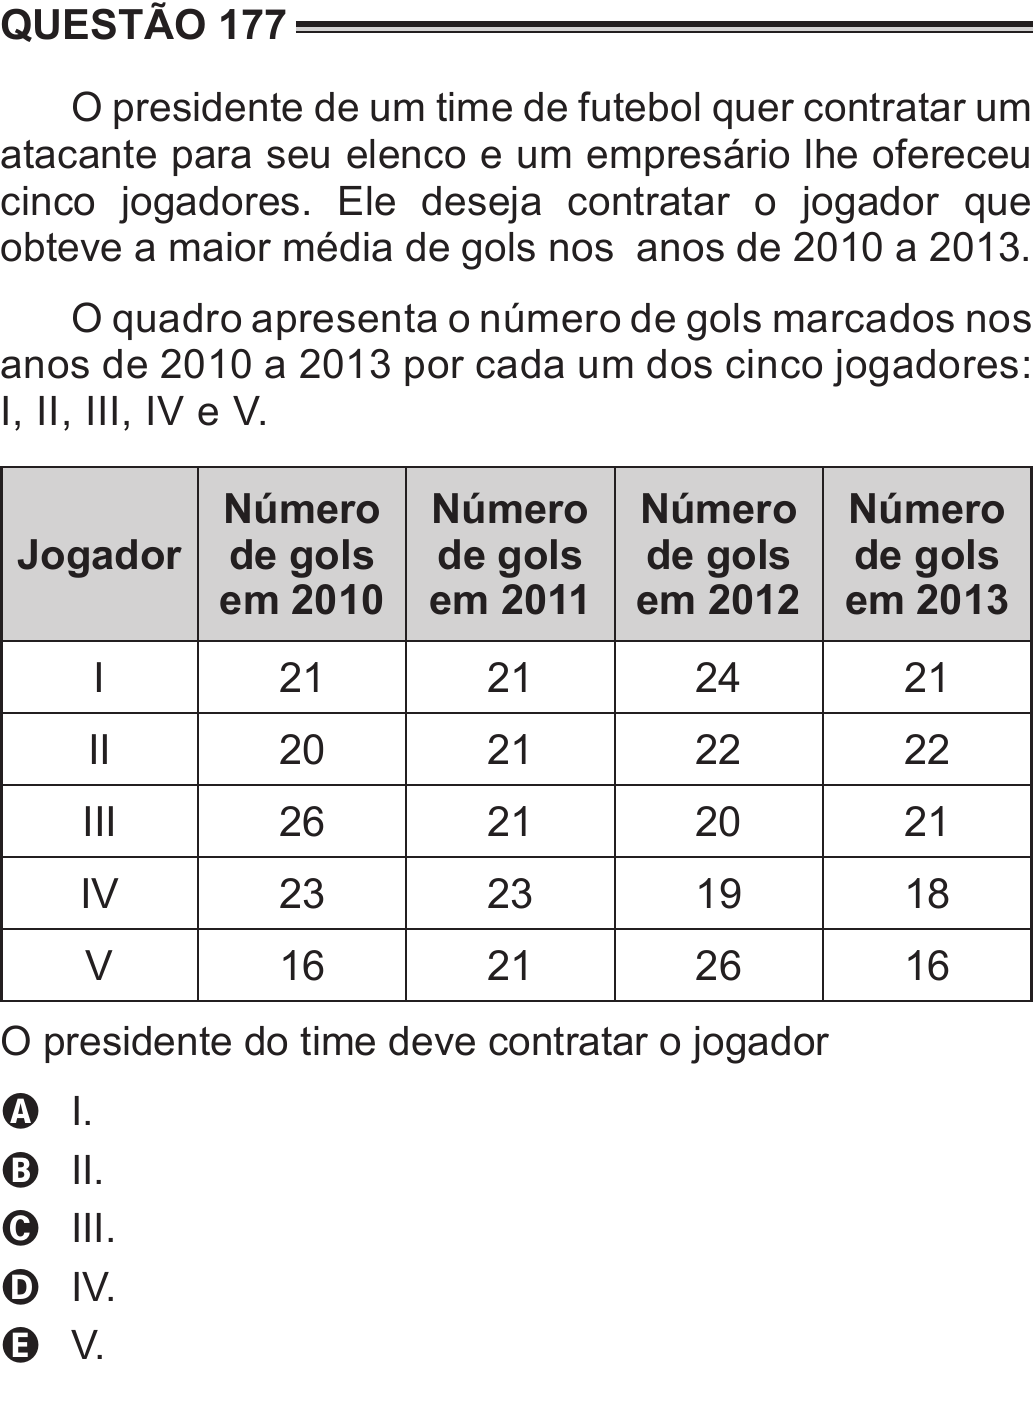 QUESTÃO 177
O presidente de um time de futebol quer contratar um
atacante para seu elenco e um empresário lhe ofereceu
cinco jogadores. Ele deseja contratar o jogador que
obteve a maior média de gols nos anos de 2010 a 2013.
O quadro apresenta o número de gols marcados nos
anos de 2010 a 2013 por cada um dos cinco jogadores:
I, II, III, IV e V.
Jogador Número de gols em 2010 Número de gols em 2011 Número de gols em 2012 Número de gols em 2013
I 21 21 24 21
II 20 21 22 22
III 26 21 20 21
IV 23 23 19 18
V 16 21 26 16
O presidente do time deve contratar o jogador
A I.
B II.
C III.
D IV.
E V.